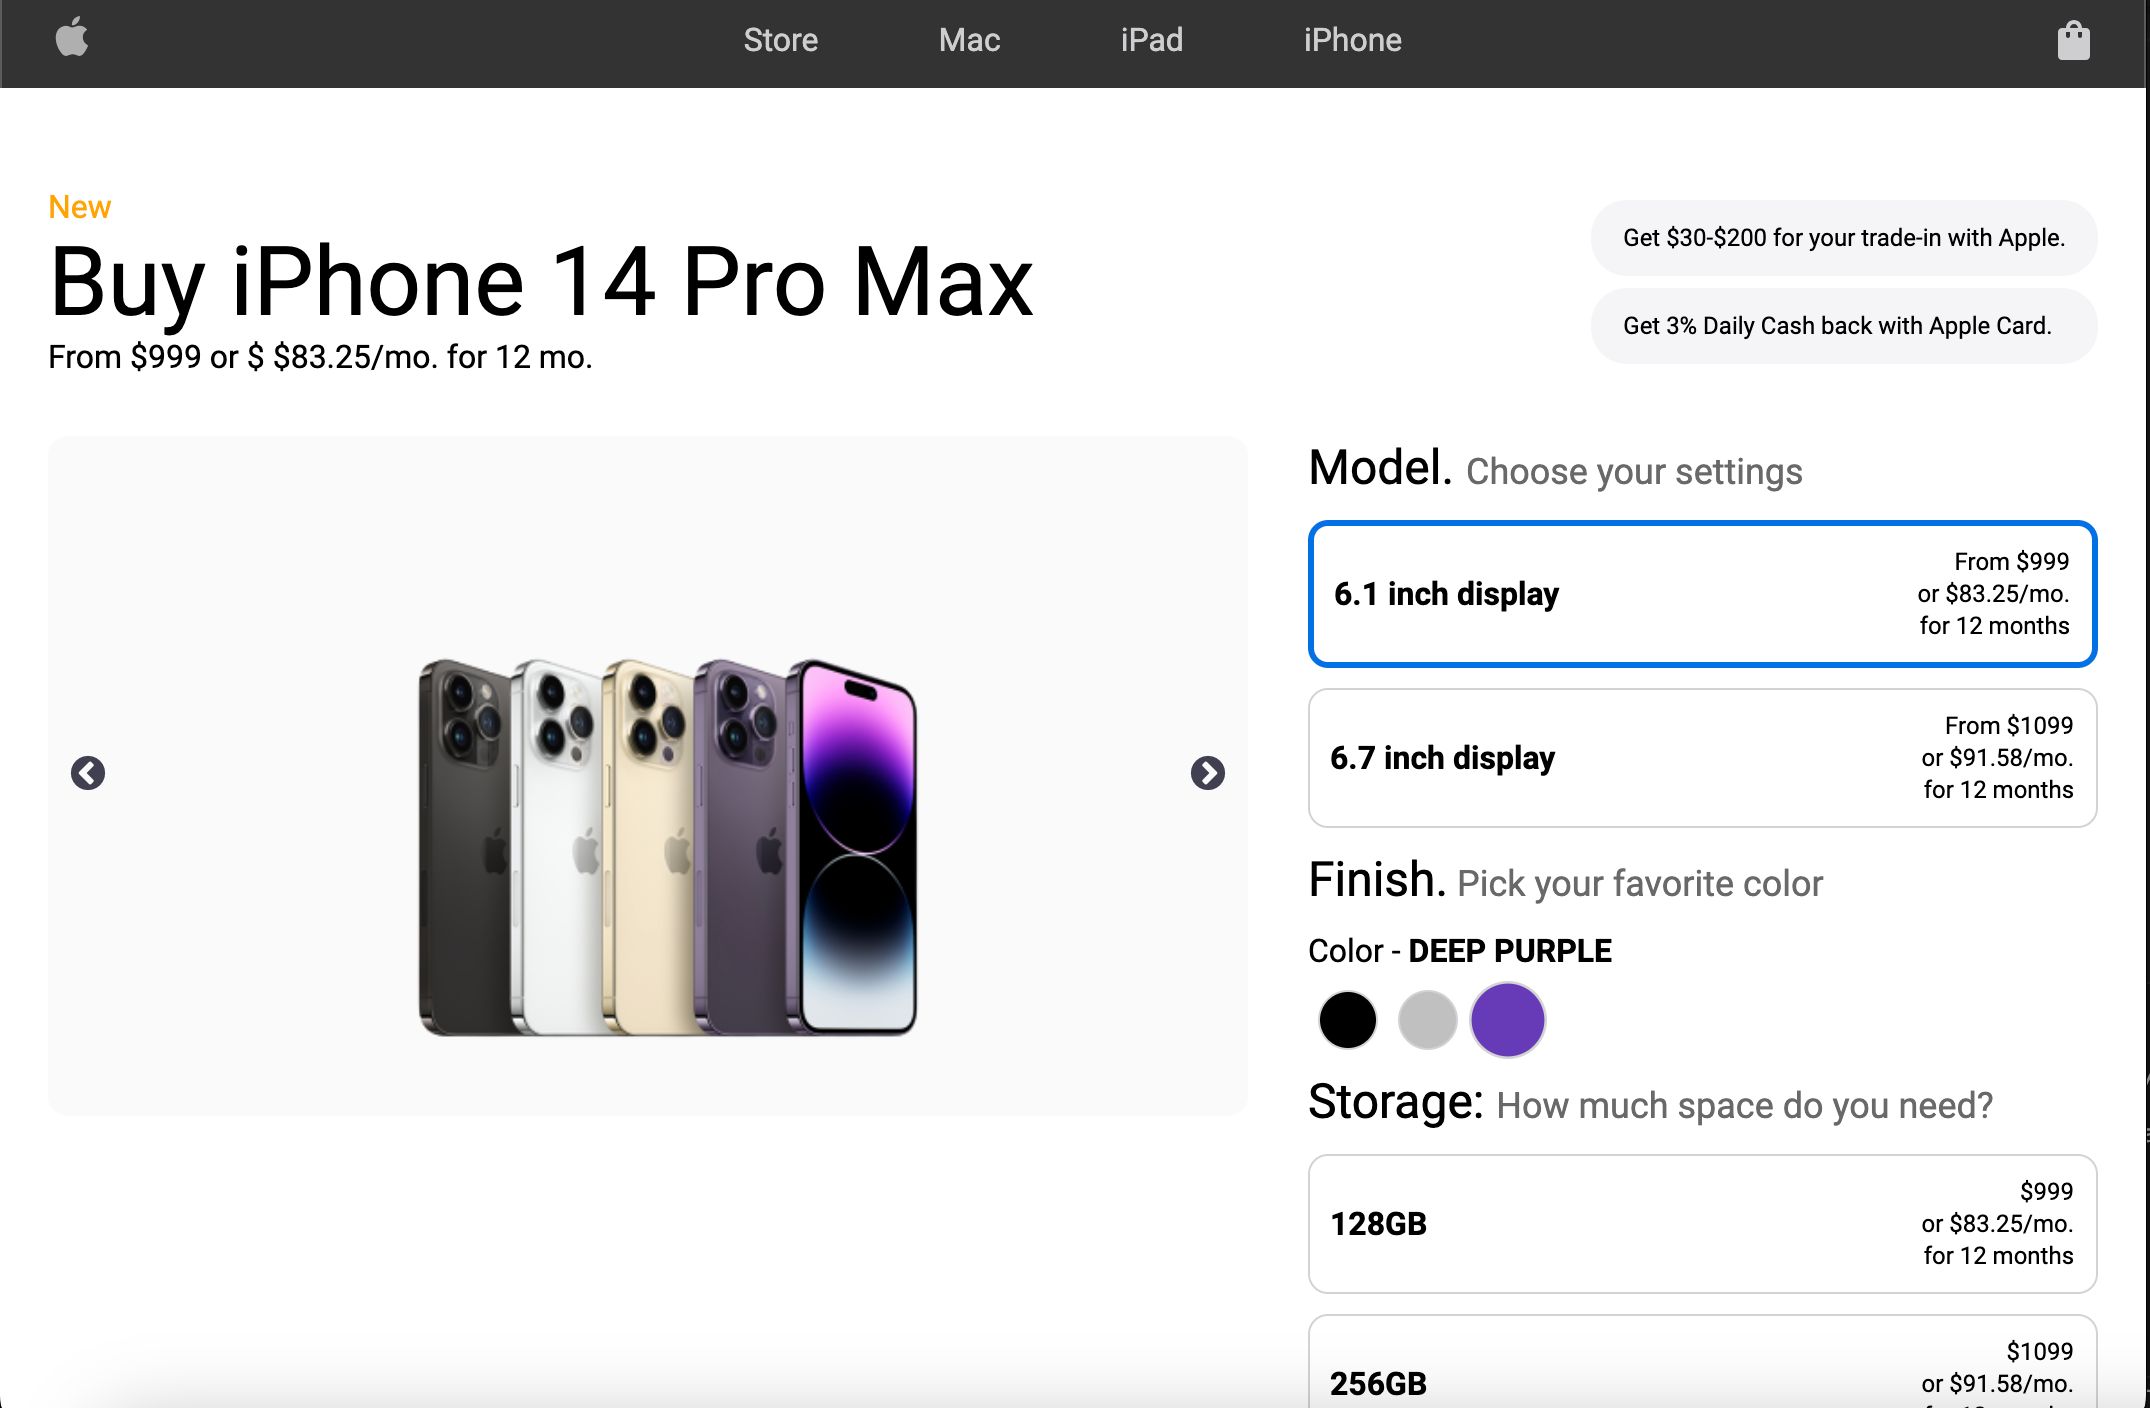 Store
Mac
iPad
iPhone
New
Buy iPhone 14 Pro Max
From $999 or $ $83.25/mo. for 12 mo.
Get $30-$200 for your trade-in with Apple.
Get 3% Daily Cash back with Apple Card.
Model. Choose your settings
6.1 inch display
From $999
or $83.25/mo.
for 12 months
6.7 inch display
From $1099
or $91.58/mo.
for 12 months
Finish. Pick your favorite color
Color - DEEP PURPLE
Storage: How much space do you need?
128GB
$999
or $83.25/mo.
for 12 months
256GB
$1099
or $91.58/mo.